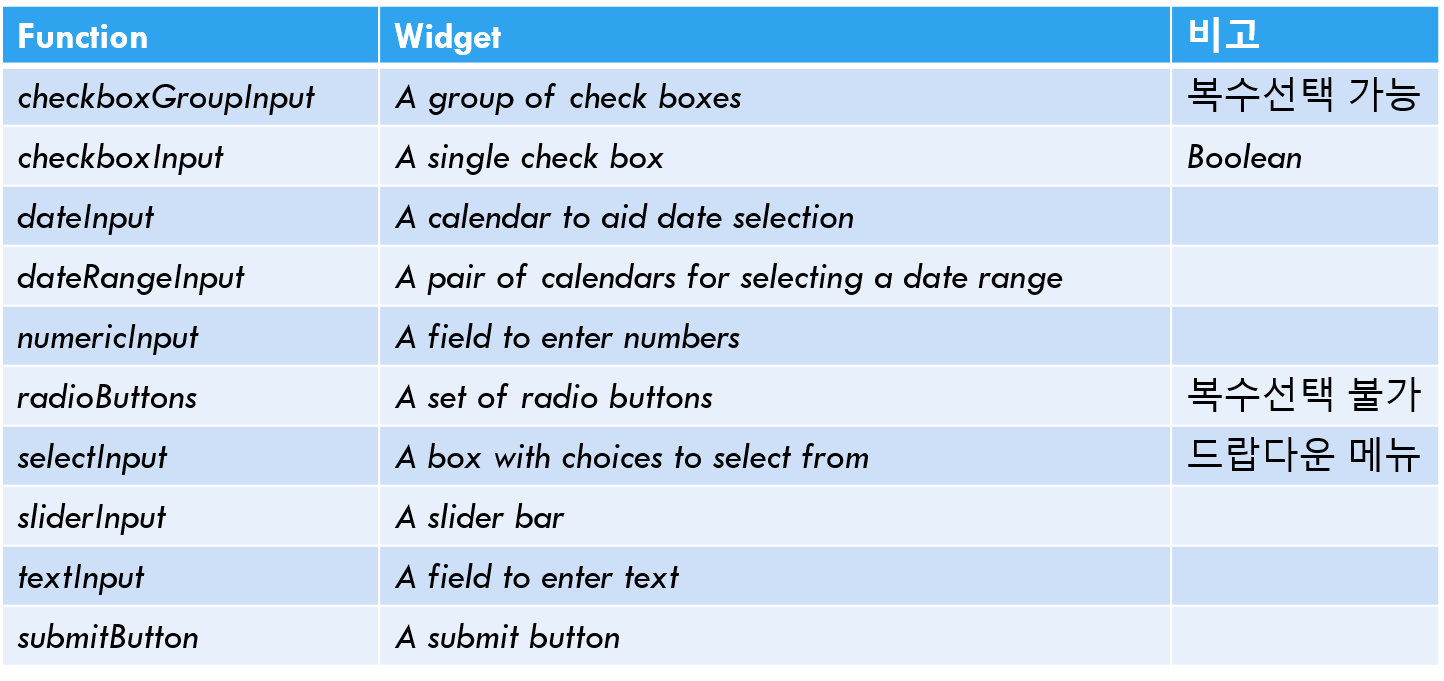 Function Widget 비고
checkboxGroupInput A group of check boxes 복수선택 가능
checkboxInput A single check box Boolean
dateInput A calendar to aid date selection
dateRangeInput A pair of calendars for selecting a date range
numericInput A field to enter numbers
radioButtons A set of radio buttons 복수선택 불가
selectInput A box with choices to select from 드랍다운 메뉴
sliderInput A slider bar
textInput A field to enter text
submitButton A submit button